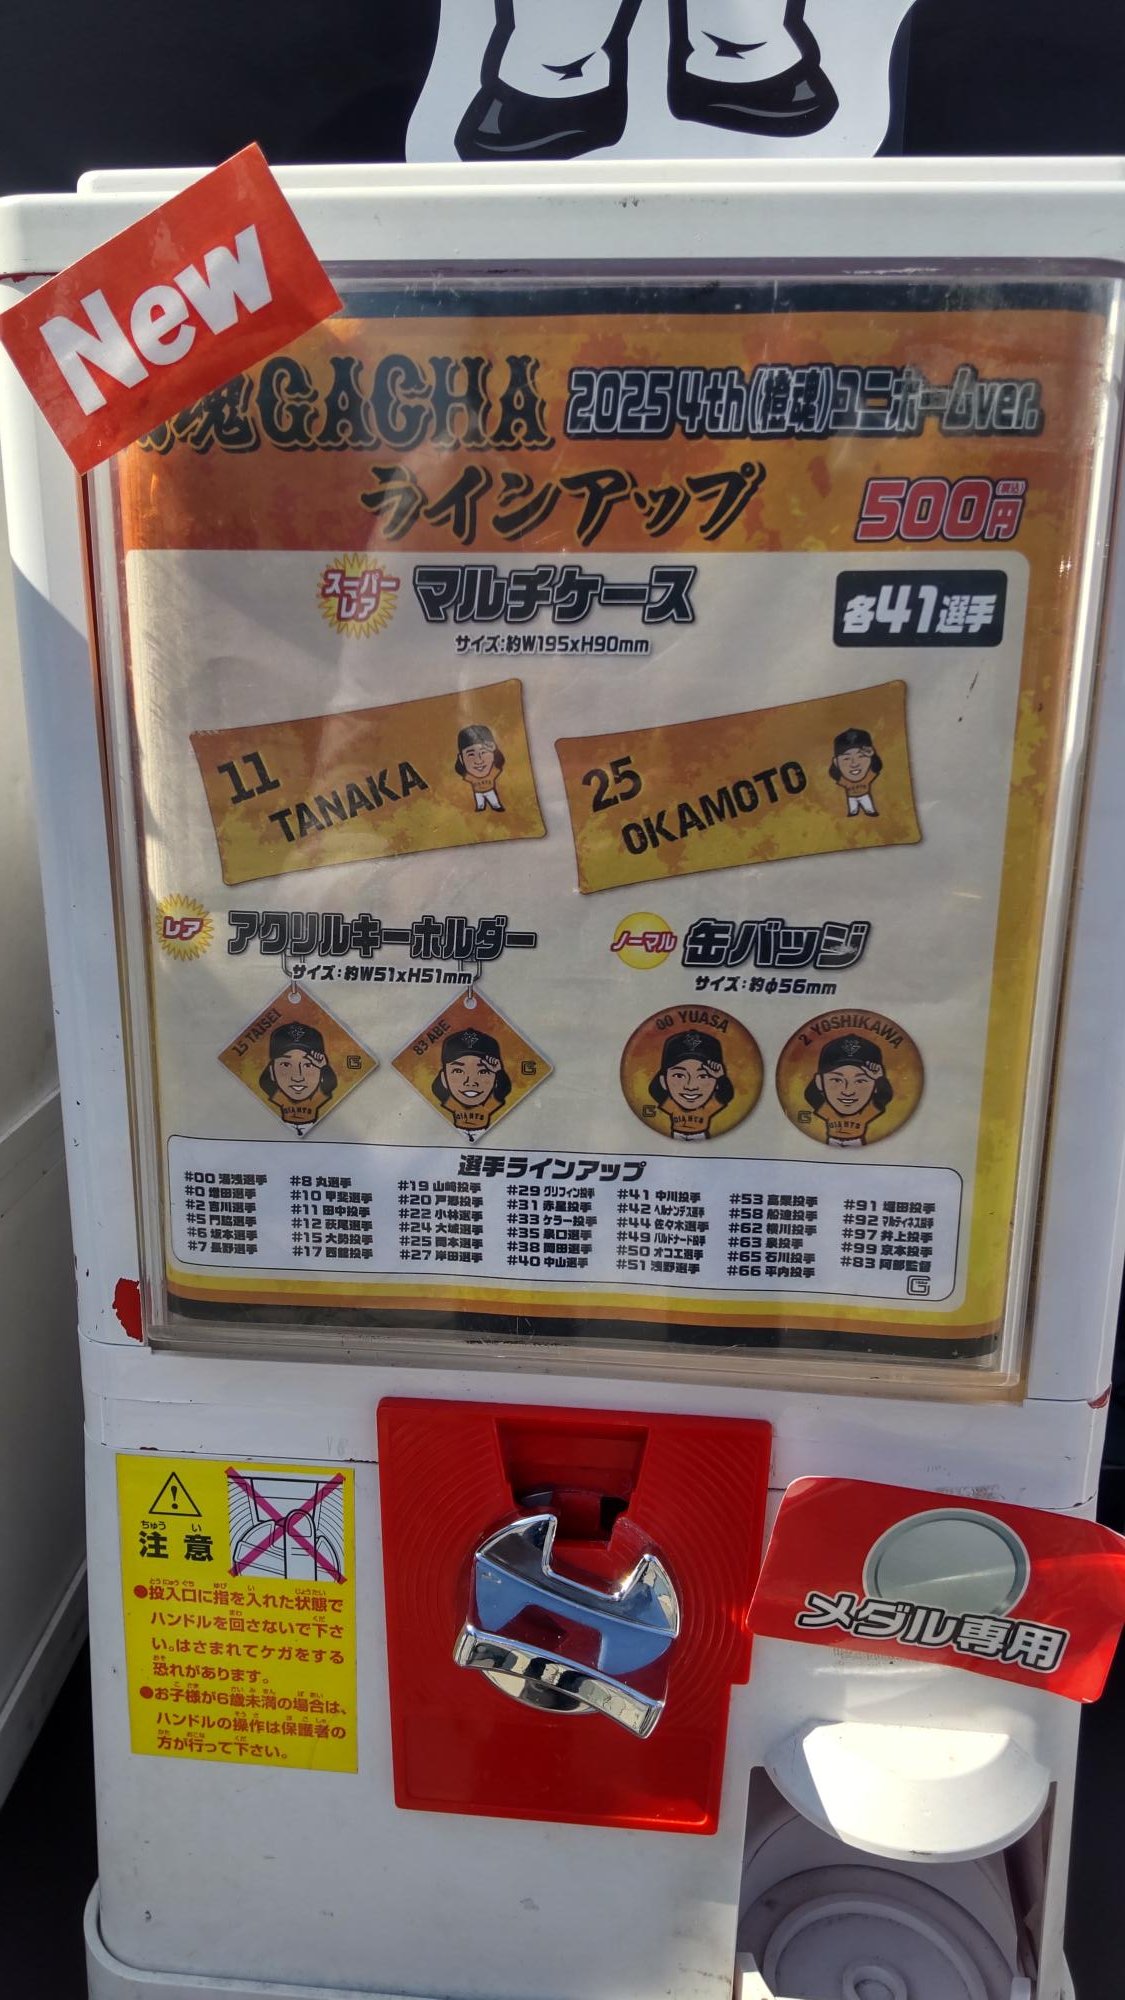 New
魂GACHA 2025 4th(橙魂)ユニホームver.
ラインアップ
500円(税込)
スーパーレア マルチケース
サイズ:約W195xH90mm
各41選手
11 TANAKA
25 OKAMOTO
GIANTS
レア アクリルキーホルダー
サイズ:約W51xH51mm
ノーマル 缶バッジ
サイズ:約φ56mm
15 TAISEI
83 ABE
00 YUASA
2 YOSHIKAWA
GIANTS
GIANTS
GIANTS
GIANTS
選手ラインアップ
#00 湯浅選手
#0 増田選手
#2 吉川選手
#5 門脇選手
#6 坂本選手
#7 長野選手
#8 丸選手
#10 甲斐選手
#11 田中投手
#12 萩尾選手
#15 大勢投手
#17 西舘投手
#19 山﨑投手
#20 戸郷投手
#22 小林選手
#24 大城選手
#25 岡本選手
#27 岸田選手
#29 グリフィン投手
#31 赤星投手
#33 ケラー投手
#35 泉口選手
#38 岡田選手
#40 中山選手
#41 中川投手
#42 ヘルナンデス選手
#44 佐々木選手
#49 バルドナード投手
#50 オコエ選手
#51 浅野選手
#53 高梨投手
#58 船迫投手
#62 横川投手
#63 泉投手
#65 石川投手
#66 平内投手
#91 堀田投手
#92 マルティネス投手
#97 井上投手
#99 京本投手
#83 阿部監督
注意
ちゅうい
●投入口に指を入れた状態で
ハンドルを回さないで下さ
い。はさまれてケガをする
恐れがあります。
●お子様が6歳未満の場合は、
ハンドルの操作は保護者の
方が行って下さい。
メダル専用